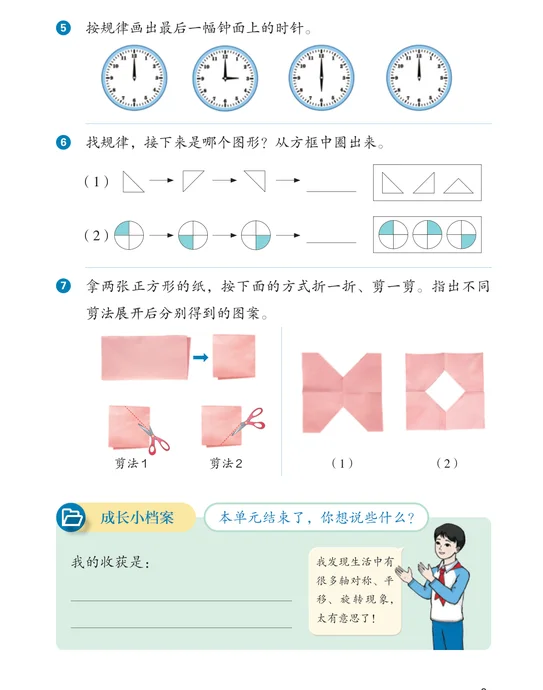 5 按规律画出最后一幅钟面上的时针。
6 找规律，接下来是哪个图形？从方框中圈出来。
（1）
（2）
7 拿两张正方形的纸，按下面的方式折一折、剪一剪。指出不同
剪法展开后分别得到的图案。
剪法1 剪法2 （1） （2）
成长小档案 本单元结束了，你想说些什么？
我的收获是：
我发现生活中有
很多轴对称、平
移、旋转现象，
太有意思了！